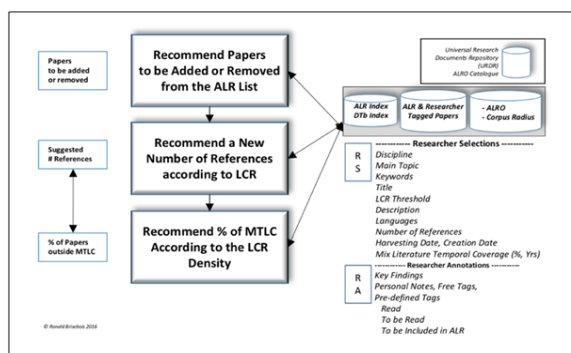 Papers
to be added
or removed
Recommend Papers
to be Added or Removed
from the ALR List
Universal Research
Documents Repository
(URDR)
ALRO Catalogue
ALR Index
DTb Index
ALR & Researcher
Tagged Papers
- ALRO
- Corpus Radius
Suggested
# References
Recommend a New
Number of References
according to LCR
% of Papers
outside MTLC
Recommend % of MTLC
According to the LCR
Density
R
S
------------ Researcher Selections ------------
Discipline
Main Topic
Keywords
Title
LCR Threshold
Description
Languages
Number of References
Harvesting Date, Creation Date
Mix Literature Temporal Coverage (%, Yrs)
R
A
------------ Researcher Annotations ------------
Key Findings
Personal Notes, Free Tags,
Pre-defined Tags
Read
To be Read
To be Included in ALR
© Ronald Brisebois 2016